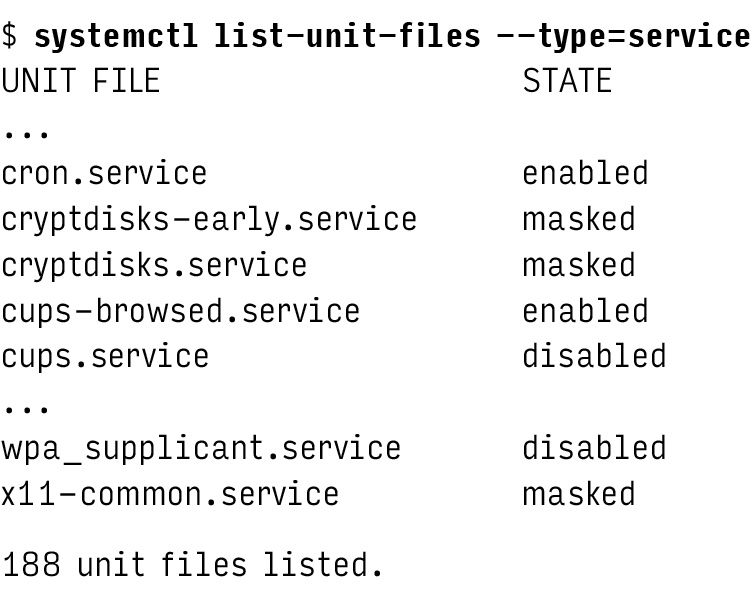 $ systemctl list-unit-files --type=service
UNIT FILE STATE
...
cron.service enabled
cryptdisks-early.service masked
cryptdisks.service masked
cups-browsed.service enabled
cups.service disabled
...
wpa_supplicant.service disabled
x11-common.service masked
188 unit files listed.